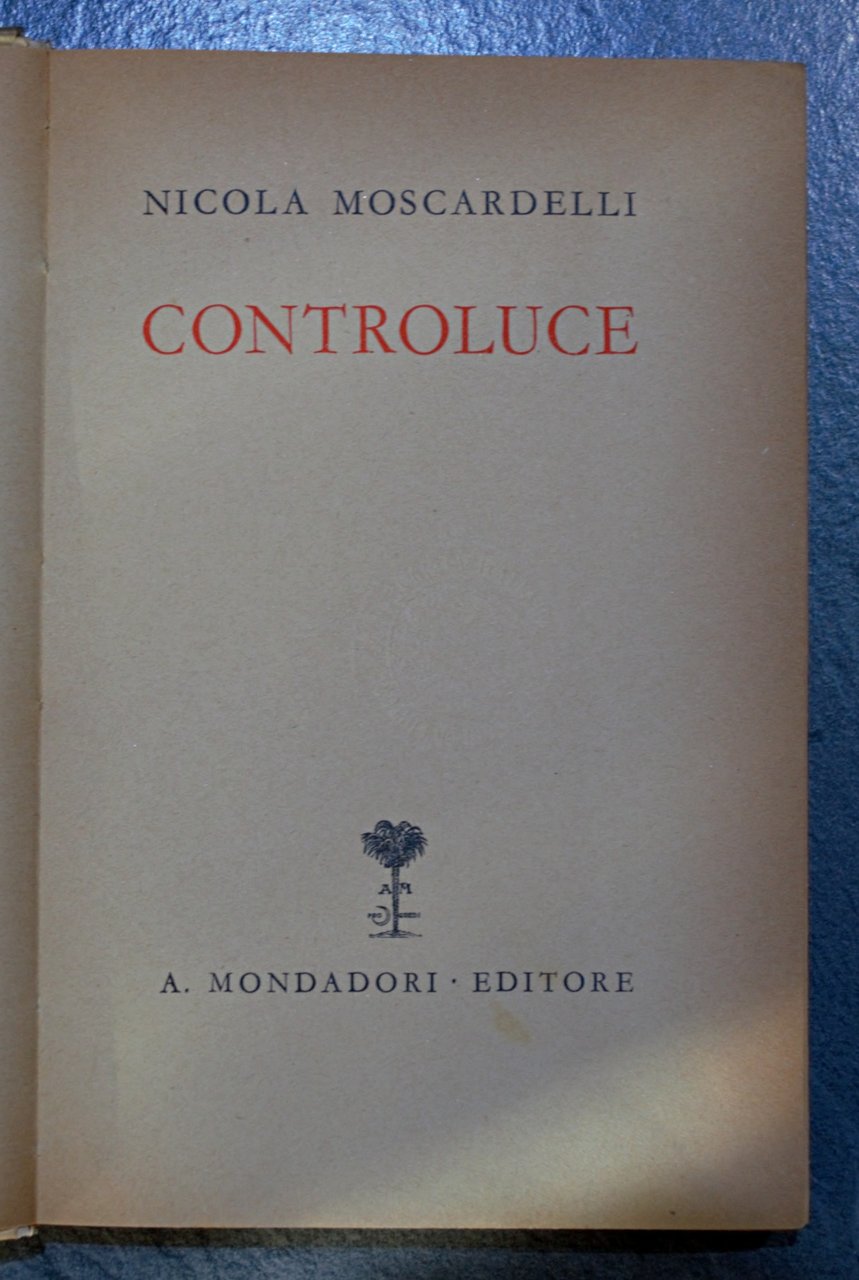 NICOLA MOSCARDELLI
CONTROLUCE
A M
A. MONDADORI · EDITORE